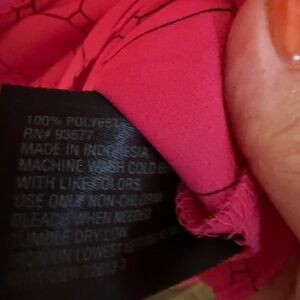 100% POLYESTE
RN# 93677
MADE IN INDONESIA
MACHINE WASH COLD
WITH LIKE COLORS
USE ONLY NON-CHLORIN
BLEACH WHEN NEEDED
TUMBLE DRY LOW
IRON ON LOWEST